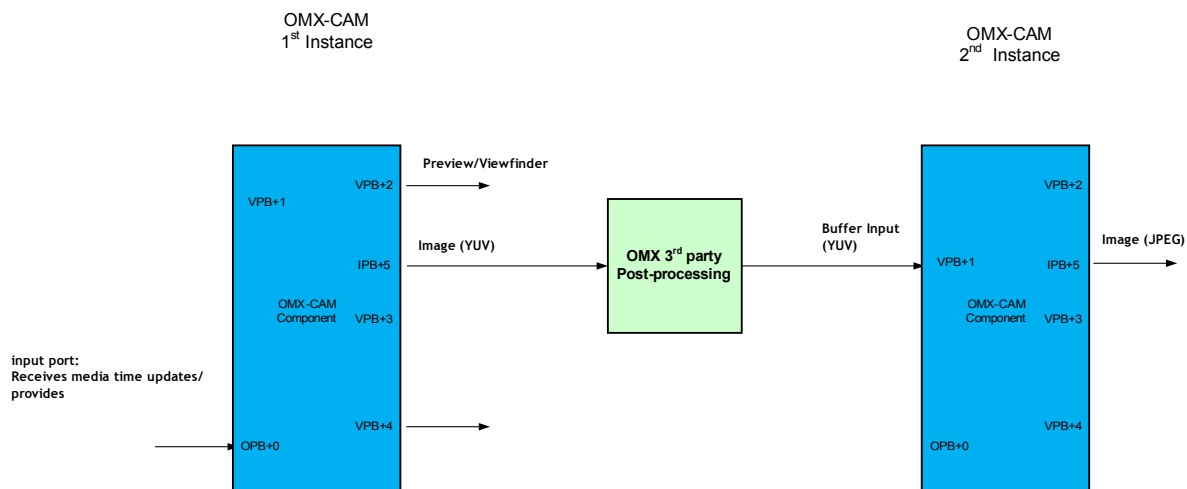 OMX-CAM
1st Instance
OMX-CAM
2nd Instance
Preview/Viewfinder
VPB+2
VPB+1
Image (YUV)
IPB+5
OMX-CAM
Component
VPB+3
input port:
Receives media time updates/
provides
VPB+4
OPB+0
OMX 3rd party
Post-processing
Buffer Input
(YUV)
VPB+2
VPB+1
IPB+5
Image (JPEG)
OMX-CAM
Component
VPB+3
VPB+4
OPB+0